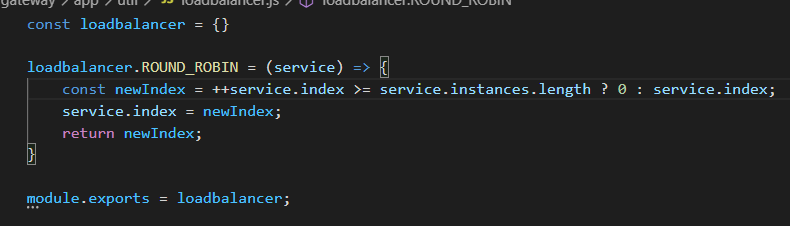 gateway > app > util > JS loadbalancer.js > loadbalancer.ROUND_ROBIN
const loadbalancer = {}
loadbalancer.ROUND_ROBIN = (service) => {
    const newIndex = ++service.index >= service.instances.length ? 0 : service.index;
    service.index = newIndex;
    return newIndex;
}
module.exports = loadbalancer;